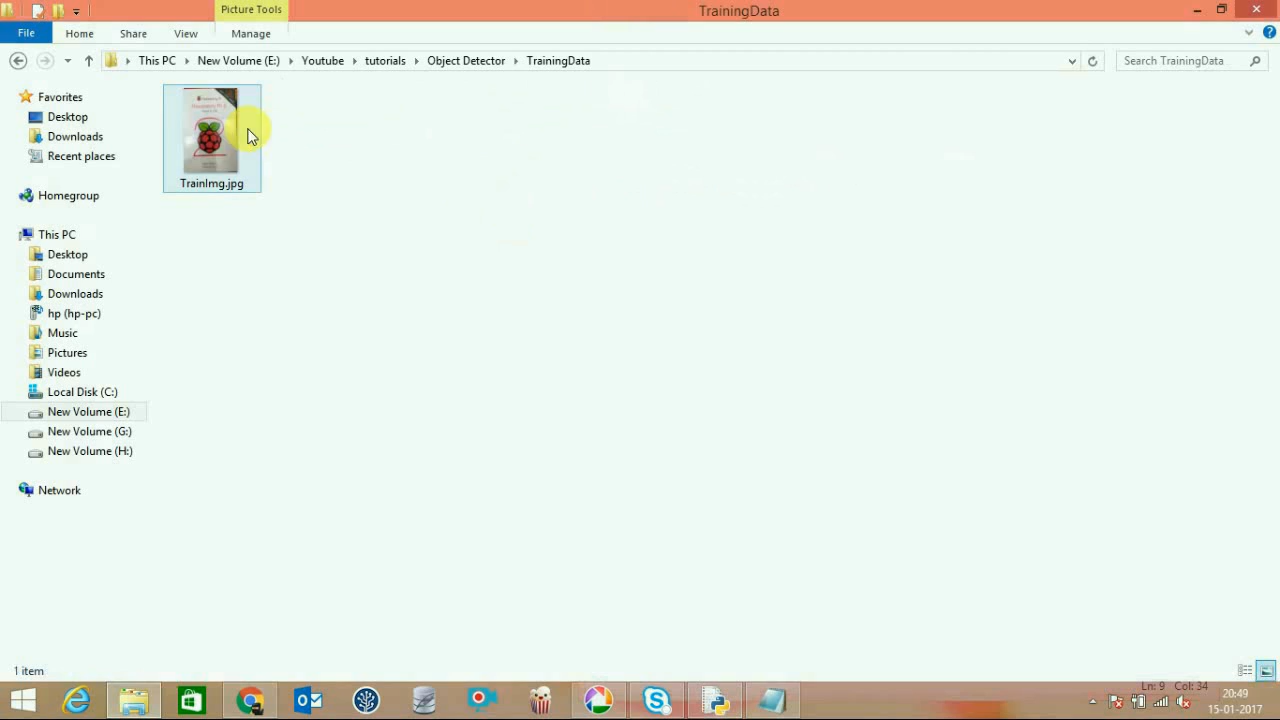 Picture Tools
TrainingData
File
Home
Share
View
Manage
This PC
New Volume (E:)
Youtube
tutorials
Object Detector
TrainingData
Search TrainingData
TrainImg.jpg
Favorites
Desktop
Downloads
Recent places
Homegroup
This PC
Desktop
Documents
Downloads
hp (hp-pc)
Music
Pictures
Videos
Local Disk (C:)
New Volume (E:)
New Volume (G:)
New Volume (H:)
Network
1 item
Ln: 9 Col: 34
20:49
15-01-2017